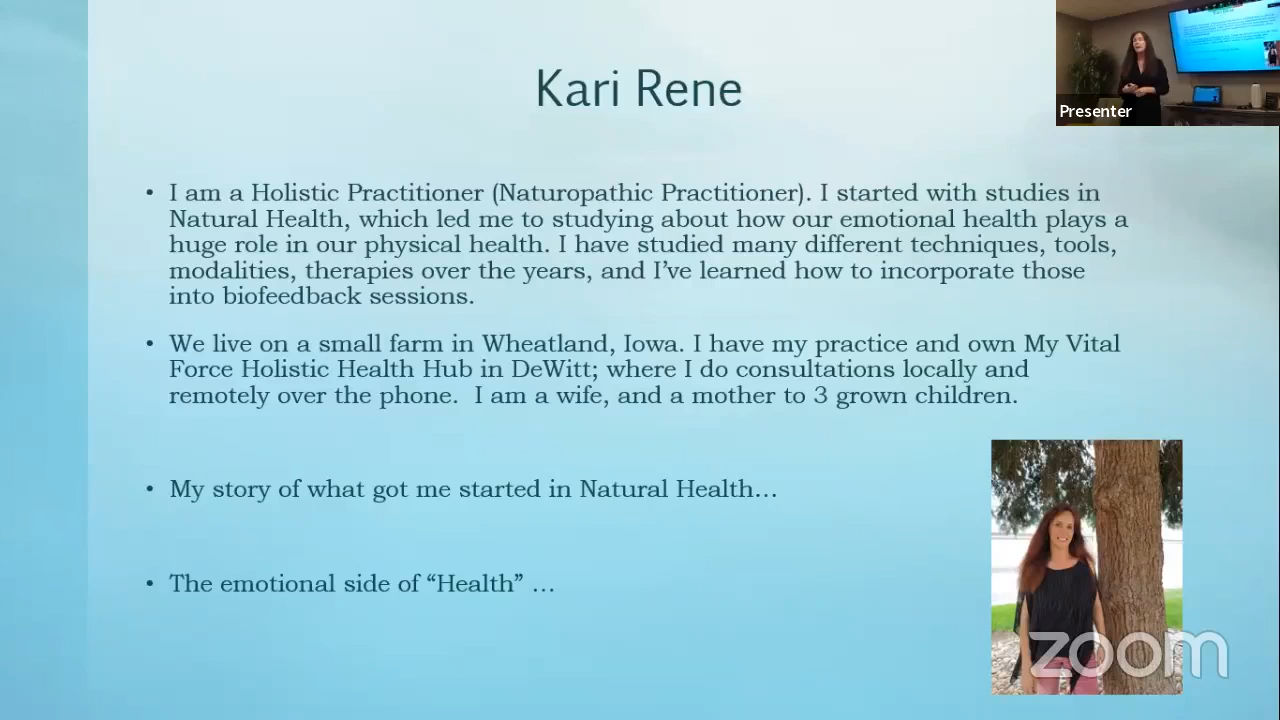 Kari Rene
Presenter
• I am a Holistic Practitioner (Naturopathic Practitioner). I started with studies in
Natural Health, which led me to studying about how our emotional health plays a
huge role in our physical health. I have studied many different techniques, tools,
modalities, therapies over the years, and I've learned how to incorporate those
into biofeedback sessions.
• We live on a small farm in Wheatland, Iowa. I have my practice and own My Vital
Force Holistic Health Hub in DeWitt; where I do consultations locally and
remotely over the phone.  I am a wife, and a mother to 3 grown children.
• My story of what got me started in Natural Health…
• The emotional side of “Health” …
zoom